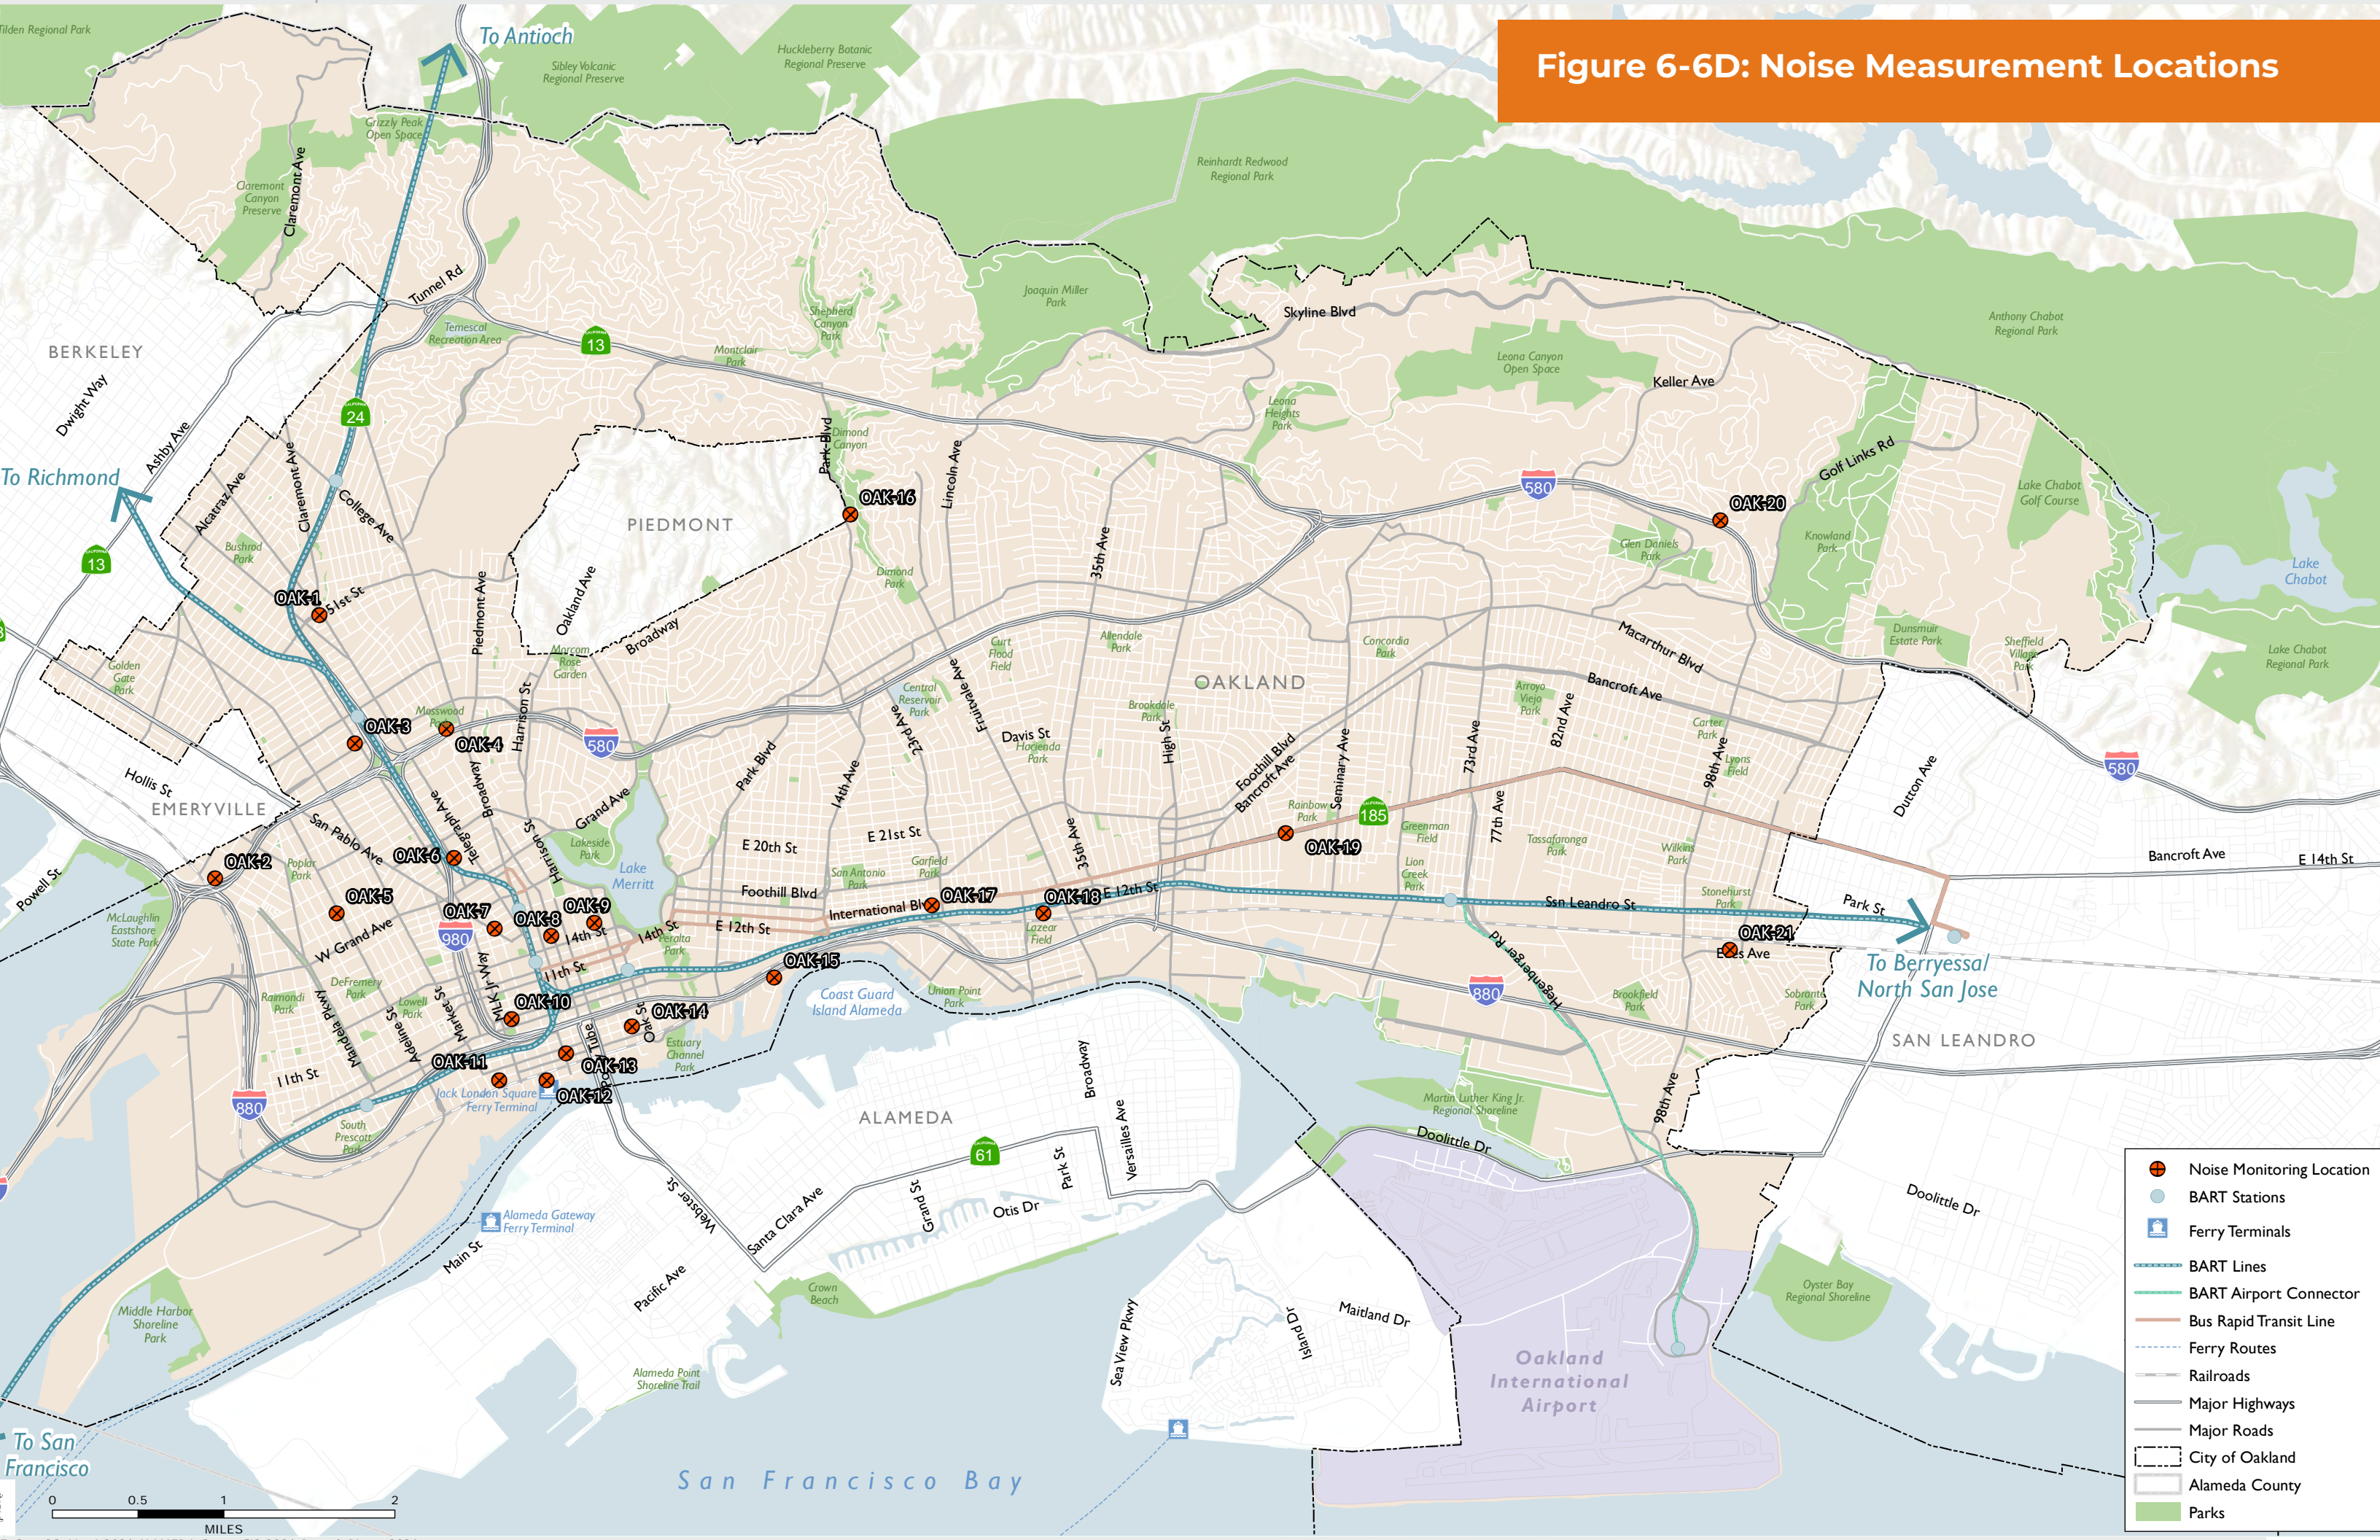 Figure 6-6D: Noise Measurement Locations
Tilden Regional Park
To Antioch
Sibley Volcanic
Regional Preserve
Huckleberry Botanic
Regional Preserve
Grizzly Peak
Open Space
Claremont
Canyon
Preserve
Claremont Ave
Reinhardt Redwood
Regional Park
Tunnel Rd
Temescal
Recreation Area
13
Montclair
Park
Shepherd
Canyon
Park
Joaquin Miller
Park
Skyline Blvd
Leona Canyon
Open Space
Keller Ave
Anthony Chabot
Regional Park
BERKELEY
Dwight Way
Ashby Ave
24
To Richmond
13
Alcatraz Ave
Claremont Ave
College Ave
Bushrod
Park
PIEDMONT
Park Blvd
Dimond
Canyon
OAK-16
Lincoln Ave
Leona
Heights
Park
580
OAK-20
Golf Links Rd
Lake Chabot
Golf Course
Knowland
Park
Glen Daniels
Park
Lake
Chabot
OAK-1
51st St
Piedmont Ave
Oakland Ave
Broadway
Morcom
Rose
Garden
Dimond
Park
35th Ave
Curt
Flood
Field
Allendale
Park
Concordia
Park
Macarthur Blvd
Dunsmuir
Estate Park
Sheffield
Village
Park
Lake Chabot
Regional Park
Golden
Gate
Park
OAKLAND
Bancroft Ave
Arroyo
Viejo
Park
Central
Reservoir
Park
Fruitvale Ave
23rd Ave
Brookdale
Park
Davis St
Hacienda
Park
High St
82nd Ave
73rd Ave
Carter
Park
98th Ave
Lyons
Field
Mosswood
Park
OAK-3
OAK-4
Harrison St
580
Park Blvd
14th Ave
Foothill Blvd
Bancroft Ave
Seminary Ave
580
Dutton Ave
Hollis St
EMERYVILLE
Telegraph Ave
Broadway
Grand Ave
San Pablo Ave
Harrison St
Rainbow
Park
185
77th Ave
Greenman
Field
Tassafaronga
Park
Wilkins
Park
OAK-19
E 20th St
E 21st St
35th Ave
Lakeside
Park
Lake
Merritt
OAK-2
Poplar
Park
OAK-6
Powell St
OAK-5
San Antonio
Park
Garfield
Park
Lion
Creek
Park
Bancroft Ave
E 14th St
Foothill Blvd
International Blvd
OAK-17
OAK-18
E 12th St
Stonehurst
Park
Ssn Leandro St
Park St
McLaughlin
Eastshore
State Park
OAK-7
OAK-8
OAK-9
980
14th St
14th St
Peralta
Park
E 12th St
Lazear
Field
OAK-21
Edes Ave
W Grand Ave
11th St
OAK-15
To Berryessa/
North San Jose
Hegenberger Rd
880
Raimondi
Park
DeFremery
Park
Lowell
Park
Mandela Pkwy
Adeline St
Market St
MLK Jr Way
OAK-10
OAK-14
Oak St
Coast Guard
Island Alameda
Union Point
Park
Brookfield
Park
Sobrante
Park
SAN LEANDRO
OAK-11
OAK-13
OAK-12
Estuary
Channel
Park
11th St
880
Jack London Square
Ferry Terminal
South
Prescott
Park
ALAMEDA
Broadway
Versailles Ave
Martin Luther King Jr.
Regional Shoreline
98th Ave
Doolittle Dr
61
Park St
Grand St
Otis Dr
Santa Clara Ave
Webster St
Alameda Gateway
Ferry Terminal
Main St
Pacific Ave
Doolittle Dr
Crown
Beach
Oyster Bay
Regional Shoreline
Middle Harbor
Shoreline
Park
Alameda Point
Shoreline Trail
Sea View Pkwy
Island Dr
Maitland Dr
Oakland
International
Airport
To San
Francisco
San Francisco Bay
0 0.5 1 2
MILES
Noise Monitoring Location
BART Stations
Ferry Terminals
BART Lines
BART Airport Connector
Bus Rapid Transit Line
Ferry Routes
Railroads
Major Highways
Major Roads
City of Oakland
Alameda County
Parks